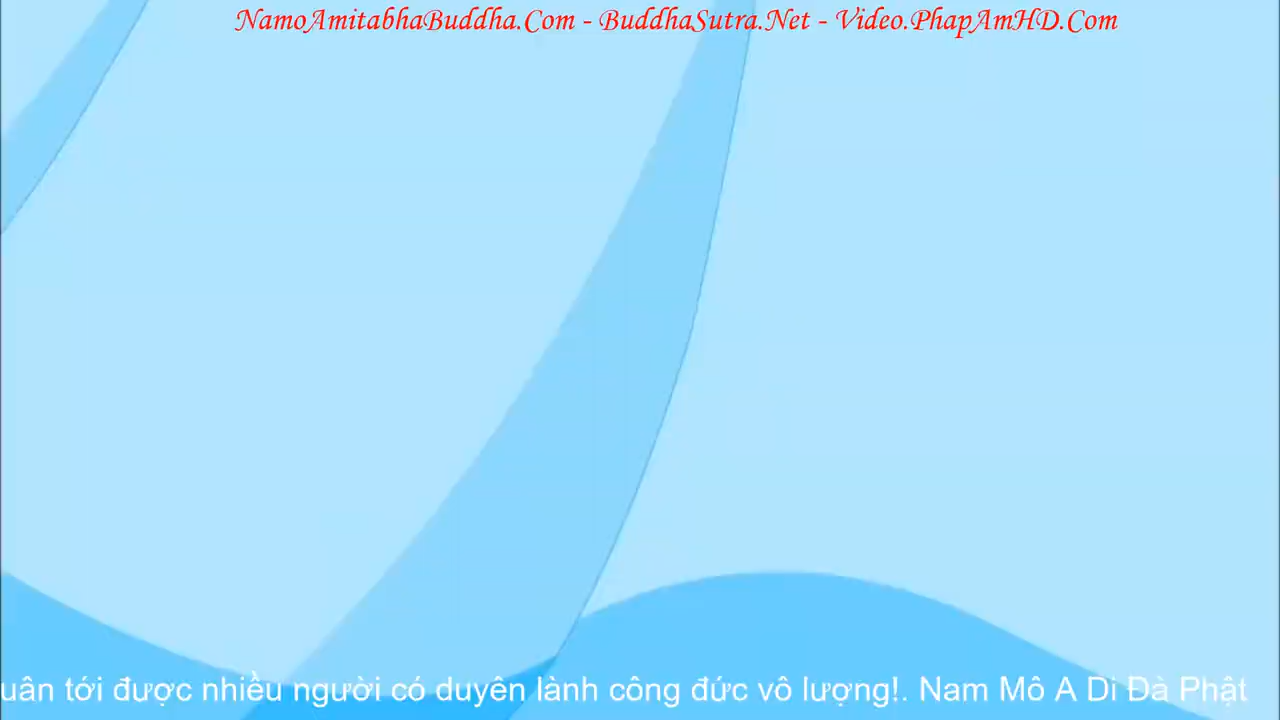 NamoAmitabhaBuddha.Com - BuddhaSutra.Net - Video.PhapAmHD.Com
uân tới được nhiều người có duyên lành công đức vô lượng!. Nam Mô A Di Đà Phật